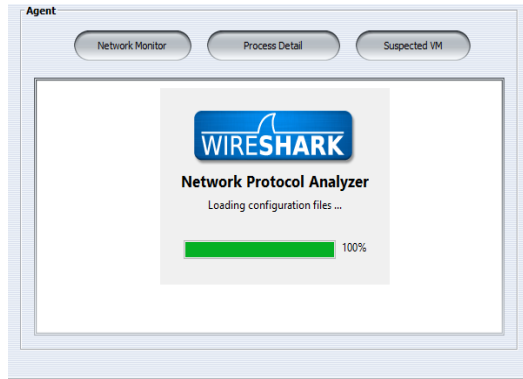 Agent
Network Monitor
Process Detail
Suspected VM
WIRESHARK
Network Protocol Analyzer
Loading configuration files ...
100%